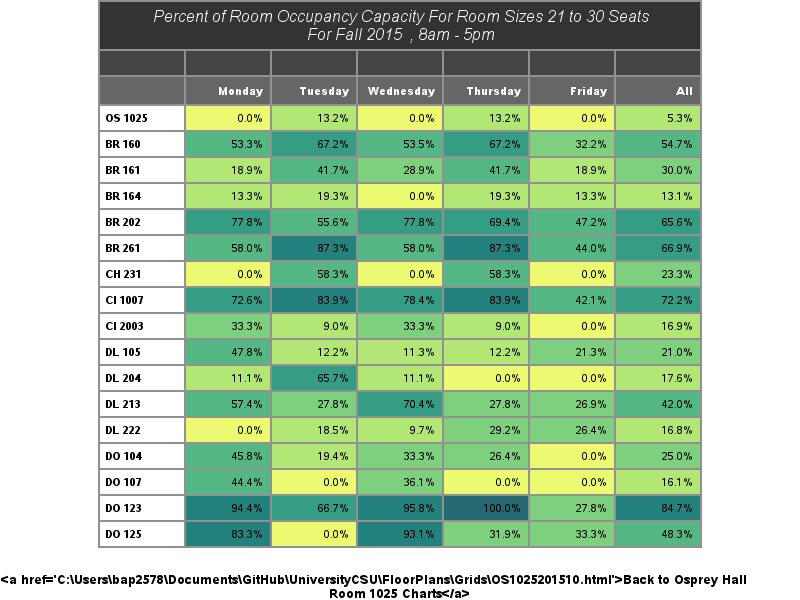 Percent of Room Occupancy Capacity For Room Sizes 21 to 30 Seats
For Fall 2015 , 8am - 5pm
Monday Tuesday Wednesday Thursday Friday All
OS 1025 0.0% 13.2% 0.0% 13.2% 0.0% 5.3%
BR 160 53.3% 67.2% 53.5% 67.2% 32.2% 54.7%
BR 161 18.9% 41.7% 28.9% 41.7% 18.9% 30.0%
BR 164 13.3% 19.3% 0.0% 19.3% 13.3% 13.1%
BR 202 77.8% 55.6% 77.8% 69.4% 47.2% 65.6%
BR 261 58.0% 87.3% 58.0% 87.3% 44.0% 66.9%
CH 231 0.0% 58.3% 0.0% 58.3% 0.0% 23.3%
CI 1007 72.6% 83.9% 78.4% 83.9% 42.1% 72.2%
CI 2003 33.3% 9.0% 33.3% 9.0% 0.0% 16.9%
DL 105 47.8% 12.2% 11.3% 12.2% 21.3% 21.0%
DL 204 11.1% 65.7% 11.1% 0.0% 0.0% 17.6%
DL 213 57.4% 27.8% 70.4% 27.8% 26.9% 42.0%
DL 222 0.0% 18.5% 9.7% 29.2% 26.4% 16.8%
DO 104 45.8% 19.4% 33.3% 26.4% 0.0% 25.0%
DO 107 44.4% 0.0% 36.1% 0.0% 0.0% 16.1%
DO 123 94.4% 66.7% 95.8% 100.0% 27.8% 84.7%
DO 125 83.3% 0.0% 93.1% 31.9% 33.3% 48.3%
<a href='C:\Users\bap2578\Documents\GitHub\UniversityCSU\FloorPlans\Grids\OS1025201510.html'>Back to Osprey Hall
Room 1025 Charts</a>